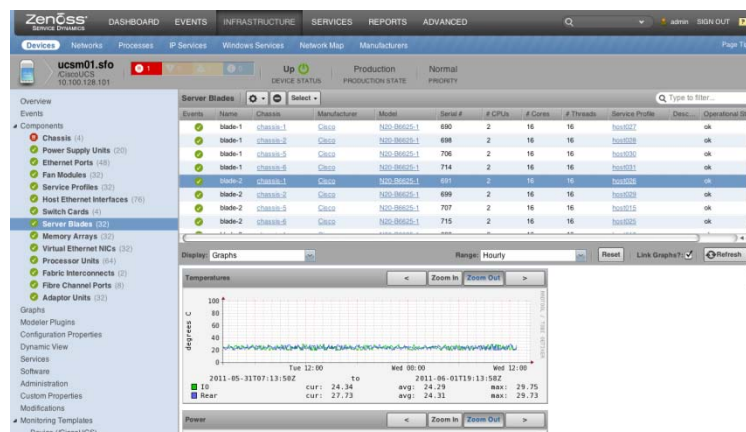 Zenoss
SERVICE DYNAMICS
DASHBOARD EVENTS INFRASTRUCTURE SERVICES REPORTS ADVANCED
admin SIGN OUT ?
Devices Networks Processes IP Services Windows Services Network Map Manufacturers
Page T
ucsm01.sfo
/CiscoUCS
10.100.128.101
1
Up
DEVICE STATUS
Production
PRODUCTION STATE
Normal
PRIORITY
Overview
Events
Components
Chassis (4)
Power Supply Units (20)
Ethernet Ports (48)
Fan Modules (32)
Service Profiles (32)
Host Ethernet Interfaces (76)
Switch Cards (4)
Server Blades (32)
Memory Arrays (32)
Virtual Ethernet NICs (32)
Processor Units (64)
Fabric Interconnects (2)
Fibre Channel Ports (8)
Adaptor Units (32)
Graphs
Modeler Plugins
Configuration Properties
Dynamic View
Services
Software
Administration
Custom Properties
Modifications
Monitoring Templates
Device (/CiscoUCS)
Server Blades Select Type to filter...
Events Name Chassis Manufacturer Model Serial # # CPUs # Cores # Threads Service Profile Desc... Operational St
blade-1 chassis-1 Cisco N20-B6625-1 690 2 16 16 host027 ok
blade-1 chassis-2 Cisco N20-B6625-1 698 2 16 16 host028 ok
blade-1 chassis-5 Cisco N20-B6625-1 706 2 16 16 host030 ok
blade-1 chassis-6 Cisco N20-B6625-1 714 2 16 16 host031 ok
blade-2 chassis-1 Cisco N20-B6625-1 691 2 16 16 host026 ok
blade-2 chassis-2 Cisco N20-B6625-1 699 2 16 16 host029 ok
blade-2 chassis-5 Cisco N20-B6625-1 707 2 16 16 host015 ok
blade-2 chassis-6 Cisco N20-B6625-1 715 2 16 16 host025 ok
Display: Graphs Range: Hourly Reset Link Graphs?: Refresh
Temperatures < Zoom In Zoom Out >
degrees C
100
80
60
40
20
0
Tue 12:00 Wed 00:00 Wed 12:00
2011-05-31T07:13:50Z to 2011-06-01T19:13:58Z
IO cur: 24.34 avg: 24.29 max: 29.75
Rear cur: 27.73 avg: 24.31 max: 29.73
Power < Zoom In Zoom Out >